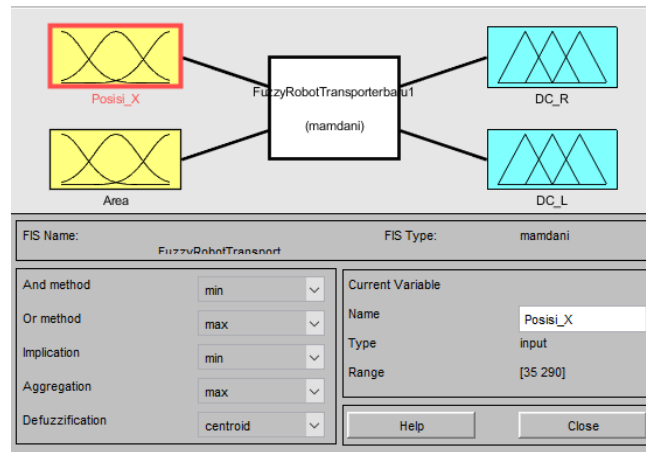 Posisi_X
FuzzyRobotTransporterbaru1
(mamdani)
DC_R
Area
DC_L
FIS Name:
FuzzyRobotTransport
FIS Type:
mamdani
And method
min
Or method
max
Implication
min
Aggregation
max
Defuzzification
centroid
Current Variable
Name
Posisi_X
Type
input
Range
[35 290]
Help
Close